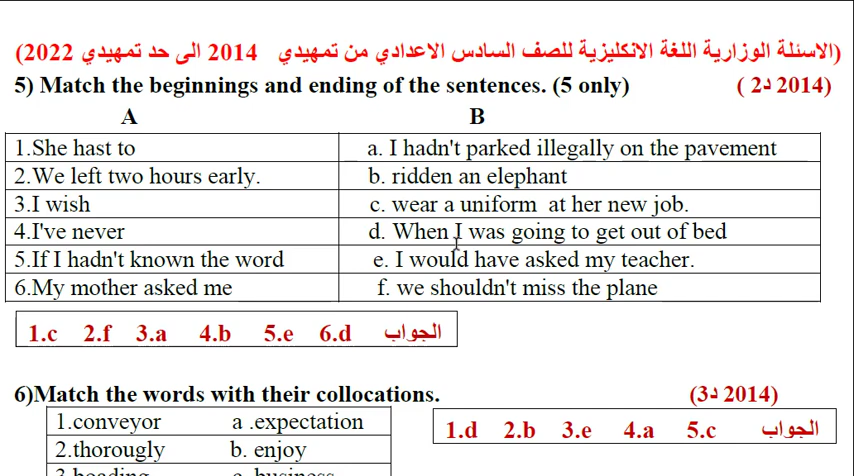 (الاسئلة الوزارية اللغة الانكليزية للصف السادس الاعدادي من تمهيدي 2014 الى حد تمهيدي 2022)
5) Match the beginnings and ending of the sentences. (5 only) (2014 د2 )
A B
1.She hast to a. I hadn't parked illegally on the pavement
2.We left two hours early. b. ridden an elephant
3.I wish c. wear a uniform at her new job.
4.I've never d. When I was going to get out of bed
5.If I hadn't known the word e. I would have asked my teacher.
6.My mother asked me f. we shouldn't miss the plane
1.c 2.f 3.a 4.b 5.e 6.d الجواب
6)Match the words with their collocations. (2014 د3)
1.conveyor a .expectation
2.thorougly b. enjoy
3.heading c. business
1.d 2.b 3.e 4.a 5.c الجواب